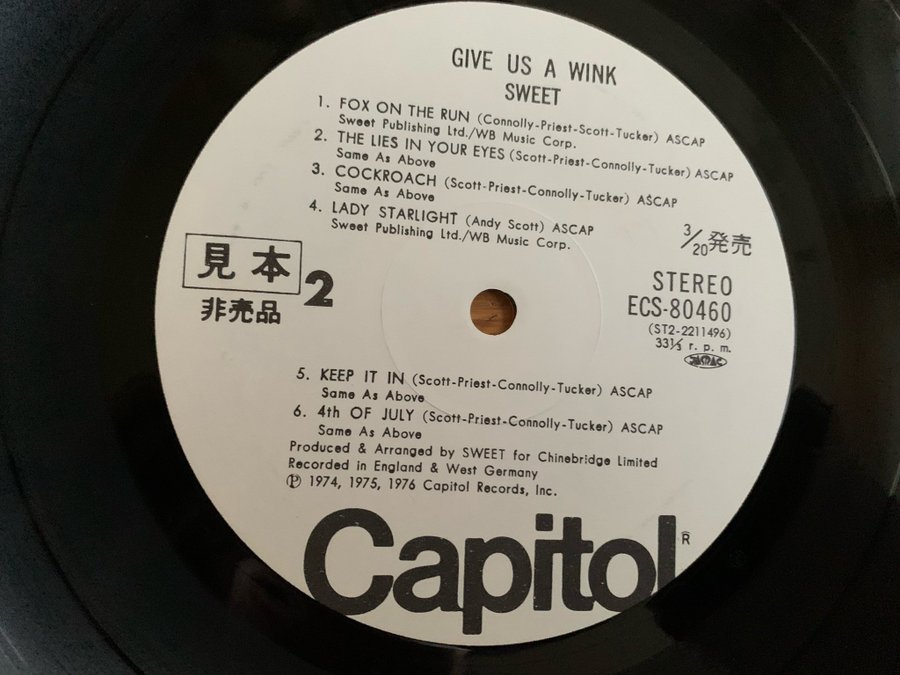 GIVE US A WINK
SWEET
1. FOX ON THE RUN (Connolly-Priest-Scott-Tucker) ASCAP
Sweet Publishing Ltd./WB Music Corp.
2. THE LIES IN YOUR EYES (Scott-Priest-Connolly-Tucker) ASCAP
Same As Above
3. COCKROACH (Scott-Priest-Connolly-Tucker) ASCAP
Same As Above
4. LADY STARLIGHT (Andy Scott) ASCAP
Sweet Publishing Ltd./WB Music Corp.
3/20発売
見本
2
非売品
STEREO
ECS-80460
(ST2-2211496)
33⅓ r. p. m.
5. KEEP IT IN (Scott-Priest-Connolly-Tucker) ASCAP
Same As Above
6. 4th OF JULY (Scott-Priest-Connolly-Tucker) ASCAP
Same As Above
Produced & Arranged by SWEET for Chinebridge Limited
Recorded in England & West Germany
Ⓟ 1974, 1975, 1976 Capitol Records, Inc.
Capitol®